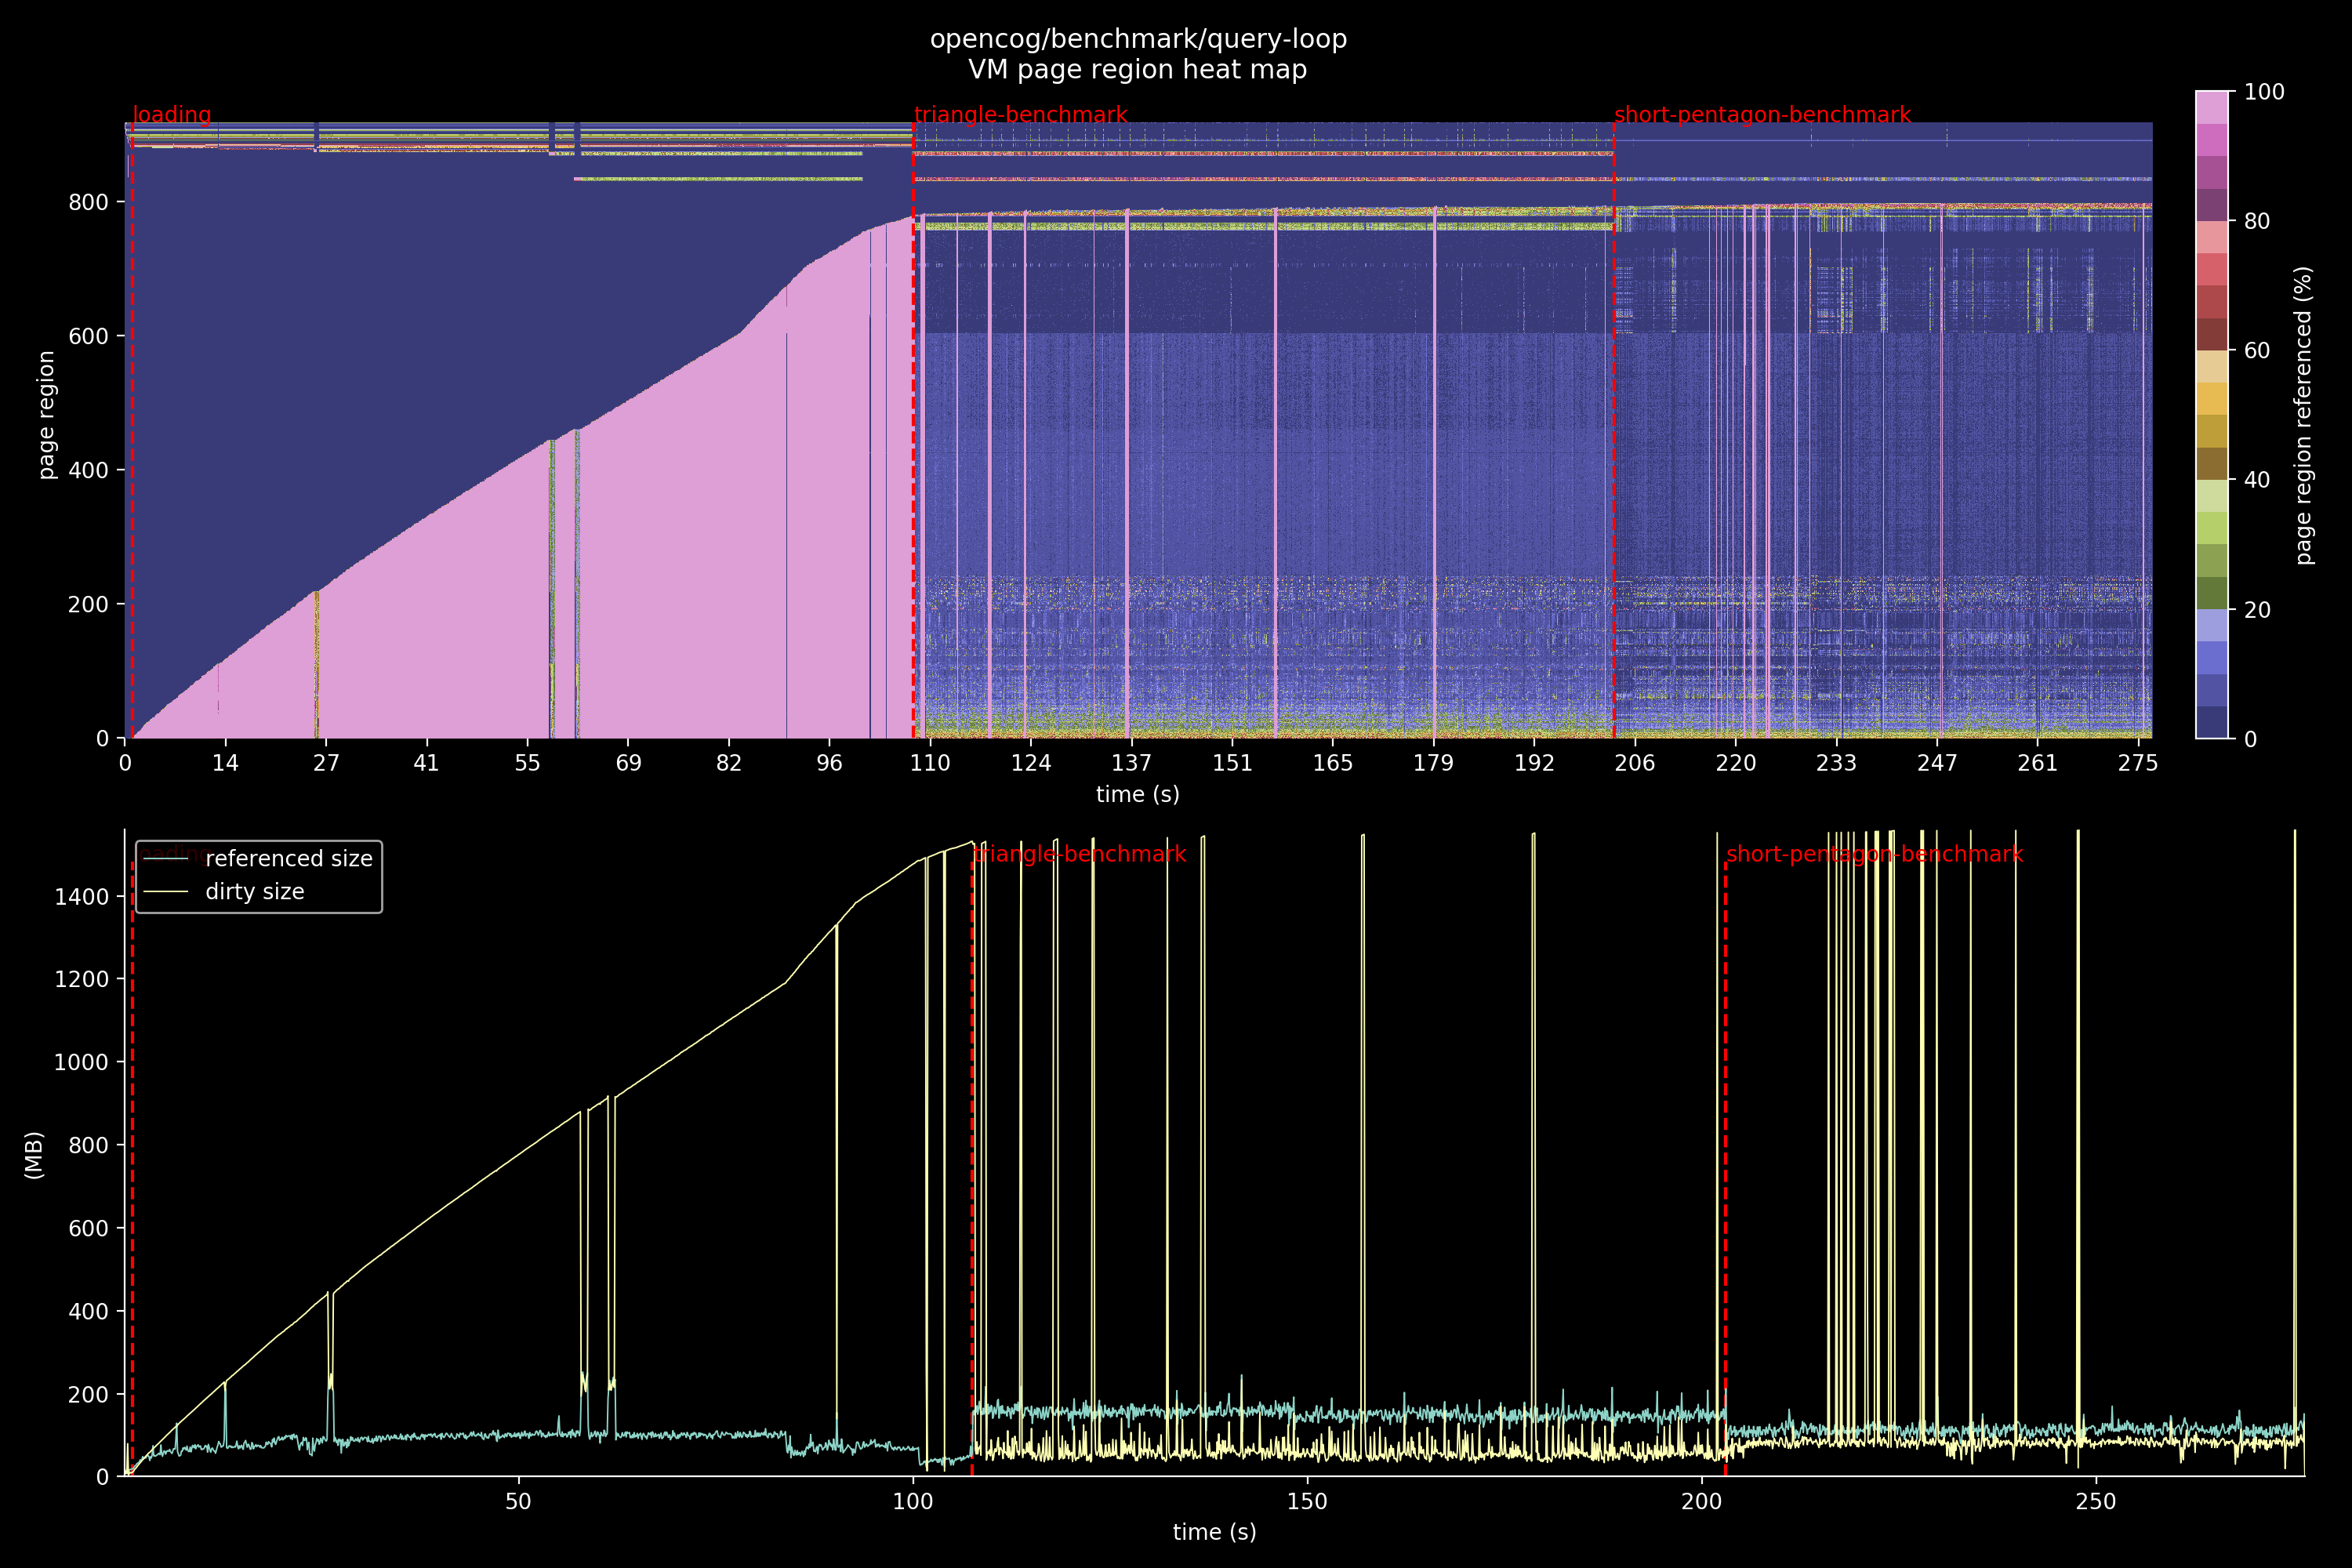 opencog/benchmark/query-loop
VM page region heat map
loading
triangle-benchmark
short-pentagon-benchmark
page region
800
600
400
200
0
0 14 27 41 55 69 82 96 110 124 137 151 165 179 192 206 220 233 247 261 275
time (s)
100
80
60
40
20
0
page region referenced (%)
loading
triangle-benchmark
short-pentagon-benchmark
referenced size
dirty size
(MB)
1400
1200
1000
800
600
400
200
0
50 100 150 200 250
time (s)